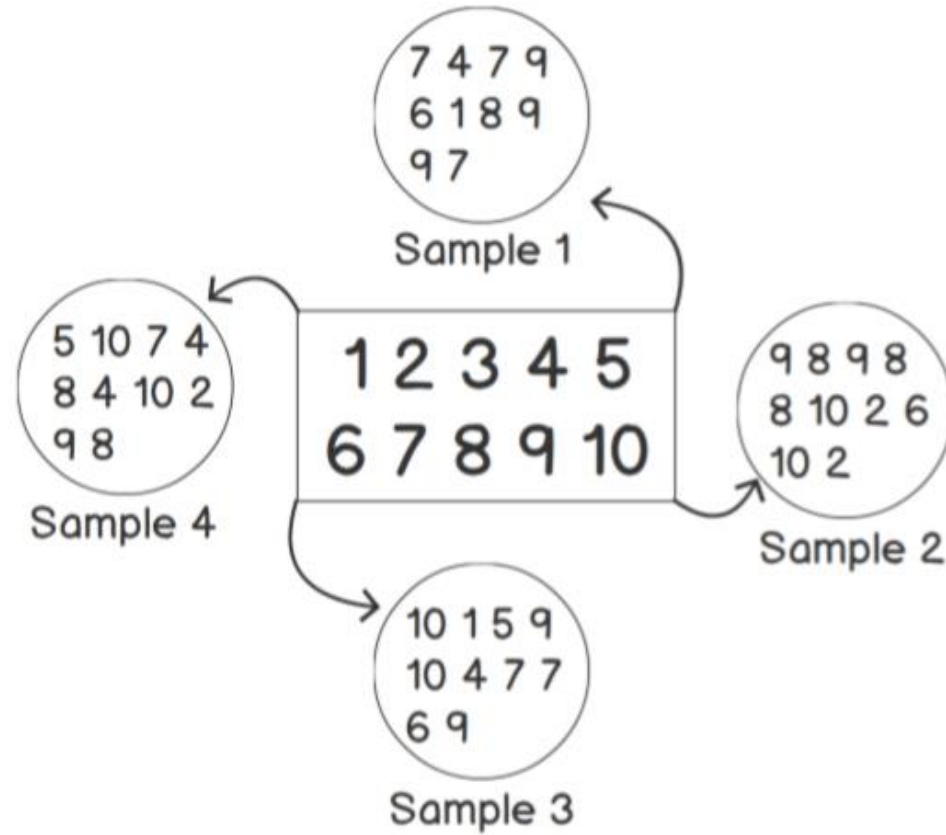 7 4 7 9
6 1 8 9
9 7
Sample 1
5 10 7 4
8 4 10 2
9 8
Sample 4
1 2 3 4 5
6 7 8 9 10
9 8 9 8
8 10 2 6
10 2
Sample 2
10 1 5 9
10 4 7 7
6 9
Sample 3